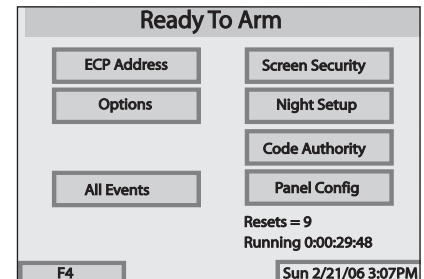 Ready To Arm
ECP Address
Screen Security
Options
Night Setup
Code Authority
All Events
Panel Config
Resets = 9
Running 0:00:29:48
F4
Sun 2/21/06 3:07PM